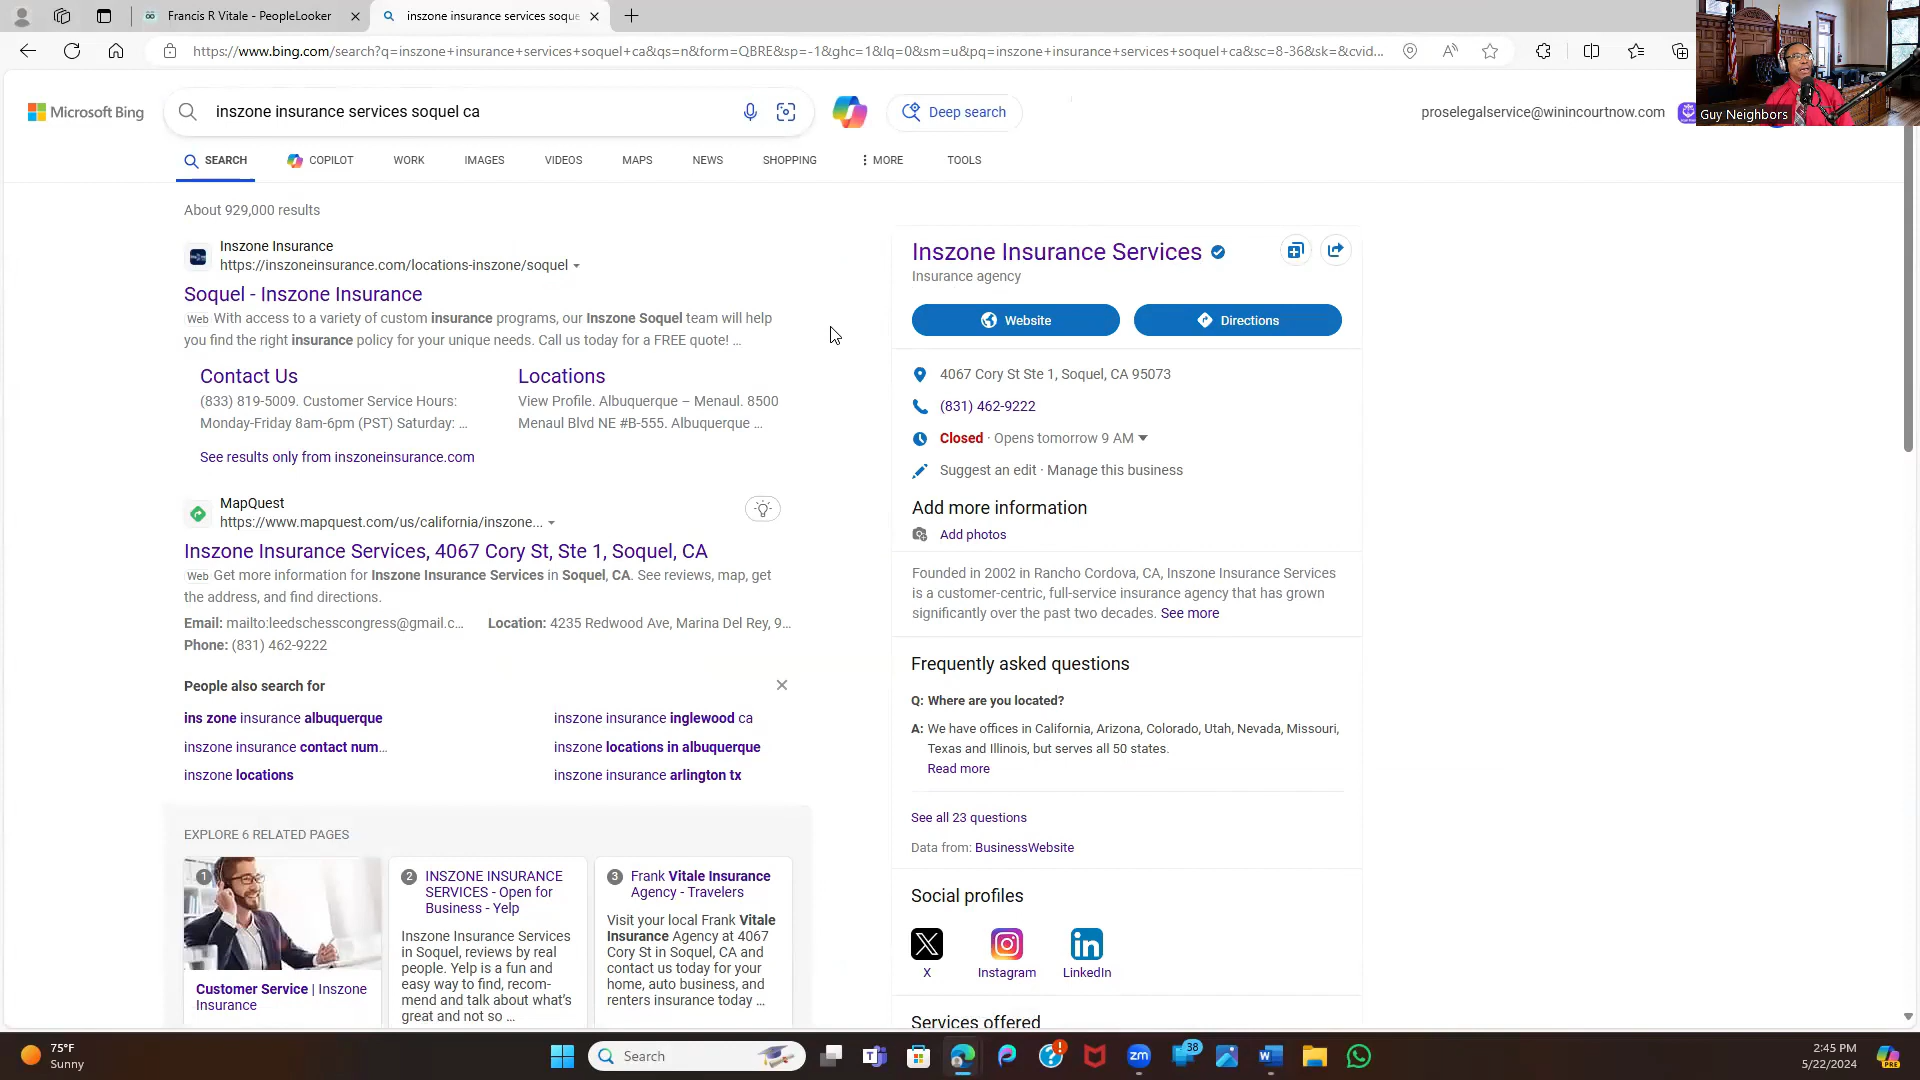 Francis R Vitale - PeopleLooker
inszone insurance services soque
https://www.bing.com/search?q=inszone+insurance+services+soquel+ca&qs=n&form=QBRE&sp=-1&ghc=1&lq=0&sm=u&pq=inszone+insurance+services+soquel+ca&sc=8-36&sk=&cvid...
Guy Neighbors
Microsoft Bing
inszone insurance services soquel ca
Deep search
proselegalservice@winincourtnow.com
SEARCH COPILOT WORK IMAGES VIDEOS MAPS NEWS SHOPPING MORE TOOLS
About 929,000 results
Inszone Insurance
https://inszoneinsurance.com/locations-inszone/soquel
Soquel - Inszone Insurance
Web With access to a variety of custom insurance programs, our Inszone Soquel team will help
you find the right insurance policy for your unique needs. Call us today for a FREE quote! ...
Contact Us
(833) 819-5009. Customer Service Hours:
Monday-Friday 8am-6pm (PST) Saturday: ...
Locations
View Profile. Albuquerque – Menaul. 8500
Menaul Blvd NE #B-555. Albuquerque ...
See results only from inszoneinsurance.com
MapQuest
https://www.mapquest.com/us/california/inszone...
Inszone Insurance Services, 4067 Cory St, Ste 1, Soquel, CA
Web Get more information for Inszone Insurance Services in Soquel, CA. See reviews, map, get
the address, and find directions.
Email: mailto:leedschesscongress@gmail.c... Location: 4235 Redwood Ave, Marina Del Rey, 9...
Phone: (831) 462-9222
People also search for
ins zone insurance albuquerque
inszone insurance inglewood ca
inszone insurance contact num...
inszone locations in albuquerque
inszone locations
inszone insurance arlington tx
EXPLORE 6 RELATED PAGES
1
Customer Service | Inszone
Insurance
2
INSZONE INSURANCE
SERVICES - Open for
Business - Yelp
Inszone Insurance Services
in Soquel, reviews by real
people. Yelp is a fun and
easy way to find, recom-
mend and talk about what's
great and not so ...
3
Frank Vitale Insurance
Agency - Travelers
Visit your local Frank Vitale
Insurance Agency at 4067
Cory St in Soquel, CA and
contact us today for your
home, auto business, and
renters insurance today ...
Inszone Insurance Services
Insurance agency
Website
Directions
4067 Cory St Ste 1, Soquel, CA 95073
(831) 462-9222
Closed · Opens tomorrow 9 AM
Suggest an edit · Manage this business
Add more information
Add photos
Founded in 2002 in Rancho Cordova, CA, Inszone Insurance Services
is a customer-centric, full-service insurance agency that has grown
significantly over the past two decades. See more
Frequently asked questions
Q: Where are you located?
A: We have offices in California, Arizona, Colorado, Utah, Nevada, Missouri,
Texas and Illinois, but serves all 50 states.
Read more
See all 23 questions
Data from: BusinessWebsite
Social profiles
X
Instagram
LinkedIn
Services offered
75°F
Sunny
Search
zm
38
2:45 PM
5/22/2024
PRE